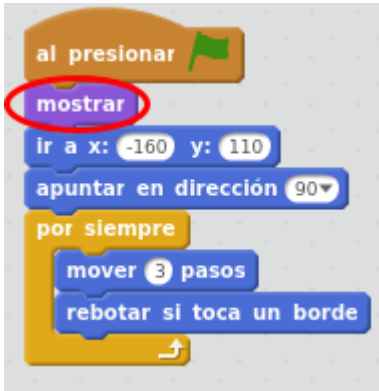 al presionar
mostrar
ir a x: -160 y: 110
apuntar en dirección 90
por siempre
mover 3 pasos
rebotar si toca un borde